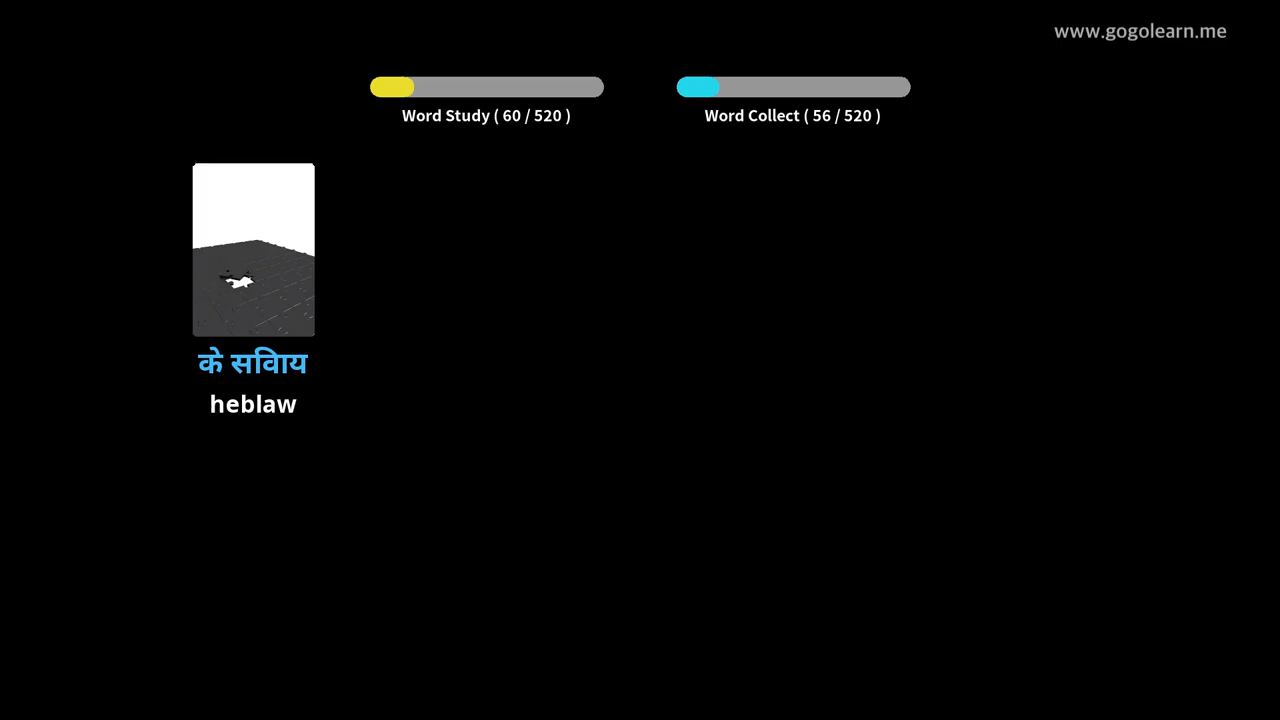 www.gogolearn.me
Word Study ( 60 / 520 )
Word Collect ( 56 / 520 )
के सिवाय
heblaw